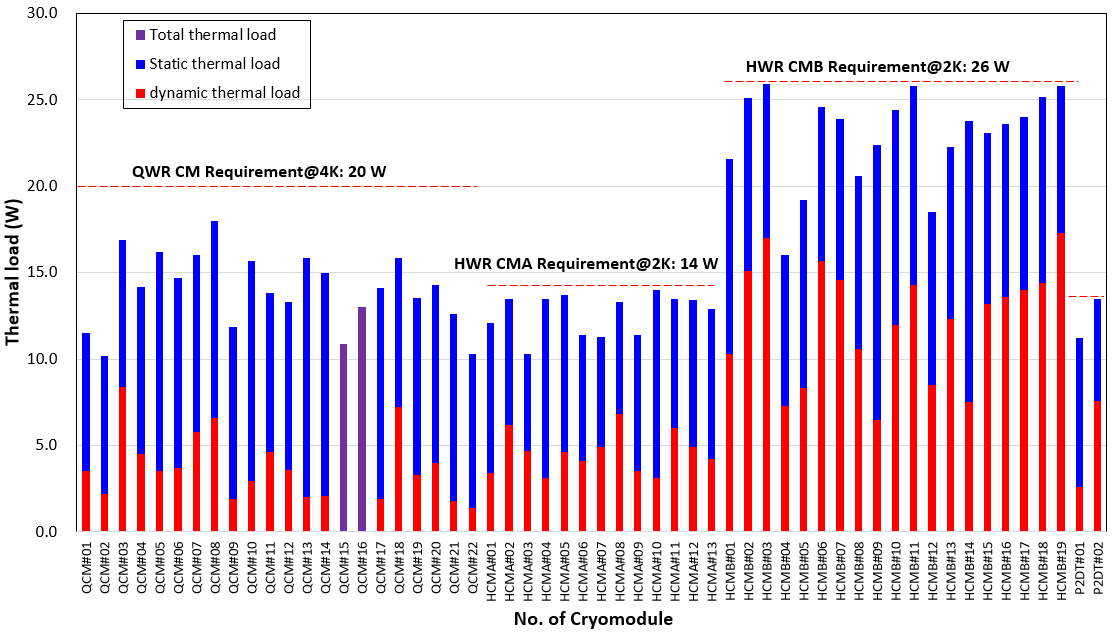 30.0
25.0
20.0
15.0
10.0
5.0
0.0
Thermal load (W)
Total thermal load
Static thermal load
dynamic thermal load
HWR CMB Requirement@2K: 26 W
QWR CM Requirement@4K: 20 W
HWR CMA Requirement@2K: 14 W
QCM#01
QCM#02
QCM#03
QCM#04
QCM#05
QCM#06
QCM#07
QCM#08
QCM#09
QCM#10
QCM#11
QCM#12
QCM#13
QCM#14
QCM#15
QCM#16
QCM#17
QCM#18
QCM#19
QCM#20
QCM#21
QCM#22
HCMA#01
HCMA#02
HCMA#03
HCMA#04
HCMA#05
HCMA#06
HCMA#07
HCMA#08
HCMA#09
HCMA#10
HCMA#11
HCMA#12
HCMA#13
HCMB#01
HCMB#02
HCMB#03
HCMB#04
HCMB#05
HCMB#06
HCMB#07
HCMB#08
HCMB#09
HCMB#10
HCMB#11
HCMB#12
HCMB#13
HCMB#14
HCMB#15
HCMB#16
HCMB#17
HCMB#18
HCMB#19
P2DT#01
P2DT#02
No. of Cryomodule